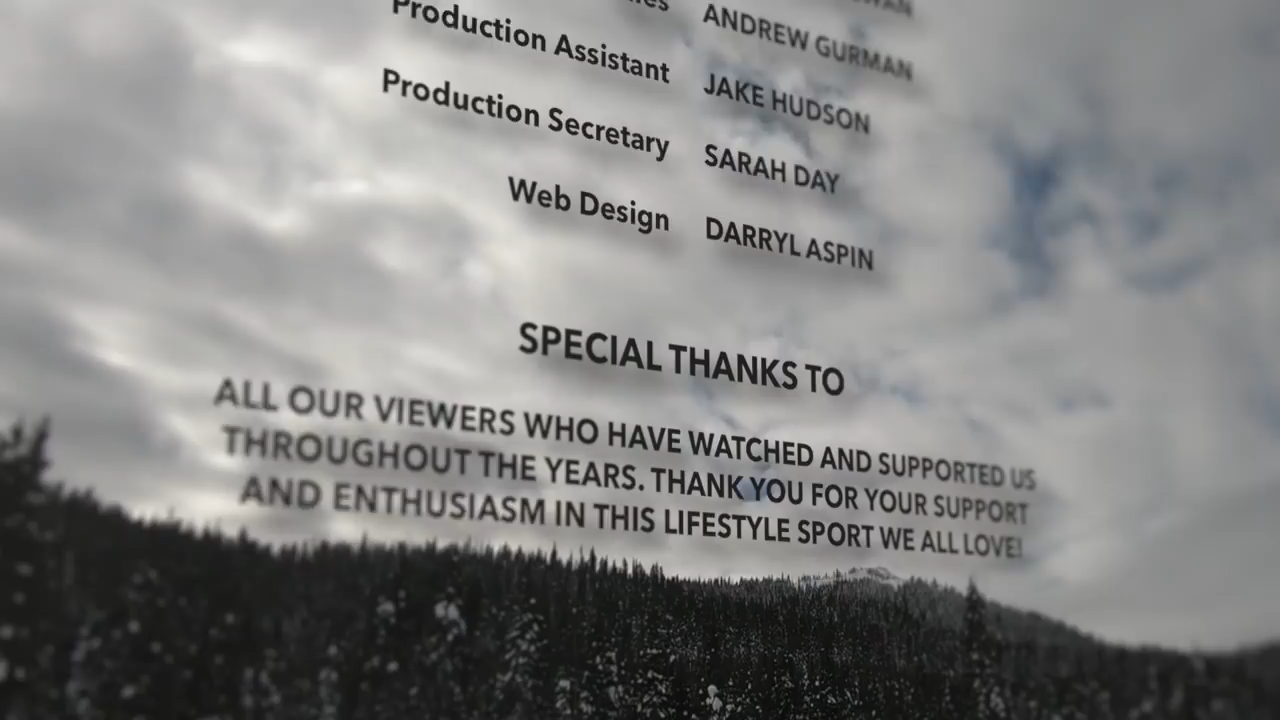 ANDREW GURMAN
Production Assistant JAKE HUDSON
Production Secretary SARAH DAY
Web Design DARRYL ASPIN
SPECIAL THANKS TO
ALL OUR VIEWERS WHO HAVE WATCHED AND SUPPORTED US
THROUGHOUT THE YEARS. THANK YOU FOR YOUR SUPPORT
AND ENTHUSIASM IN THIS LIFESTYLE SPORT WE ALL LOVE!